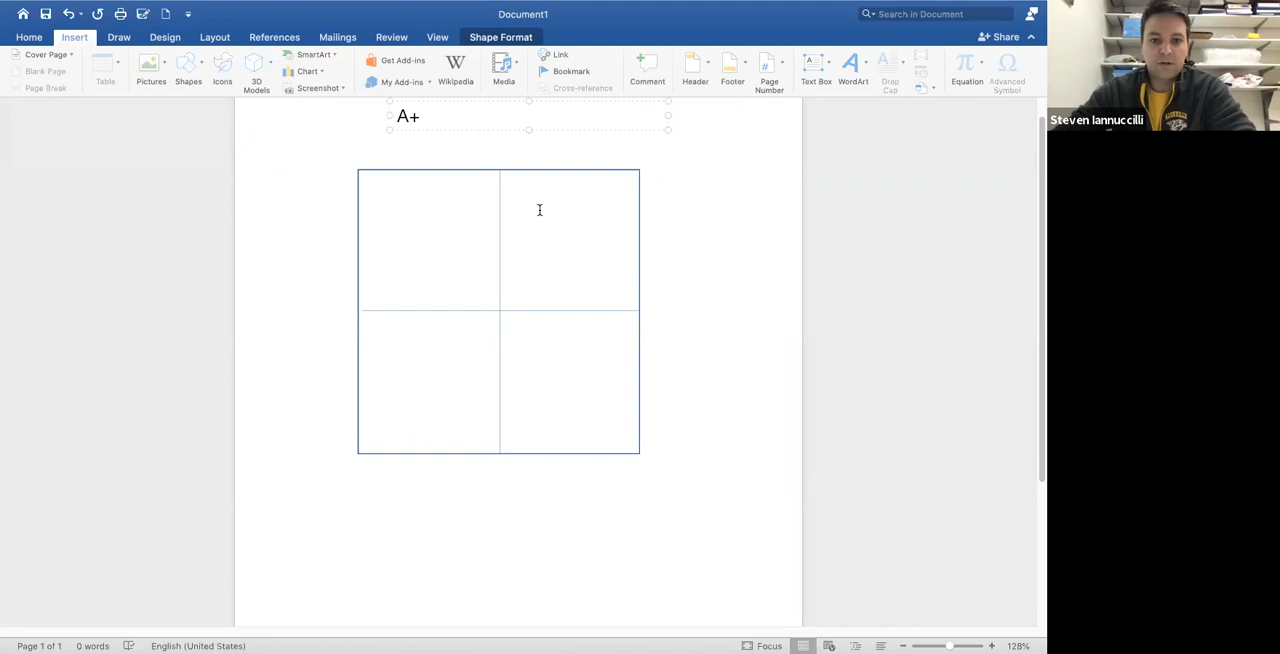 Document1
Search in Document
Home Insert Draw Design Layout References Mailings Review View Shape Format
Share
Cover Page
Blank Page
Page Break
Table
Pictures
Shapes
Icons
3D
Models
SmartArt
Chart
Screenshot
Get Add-ins
My Add-ins
W
Wikipedia
Media
Link
Bookmark
Cross-reference
Comment
Header
Footer
#
Page
Number
A
Text Box
A
WordArt
A
Drop
Cap
π
Equation
Ω
Advanced
Symbol
Steven Iannuccilli
A+
Page 1 of 1 0 words English (United States) Focus 128%